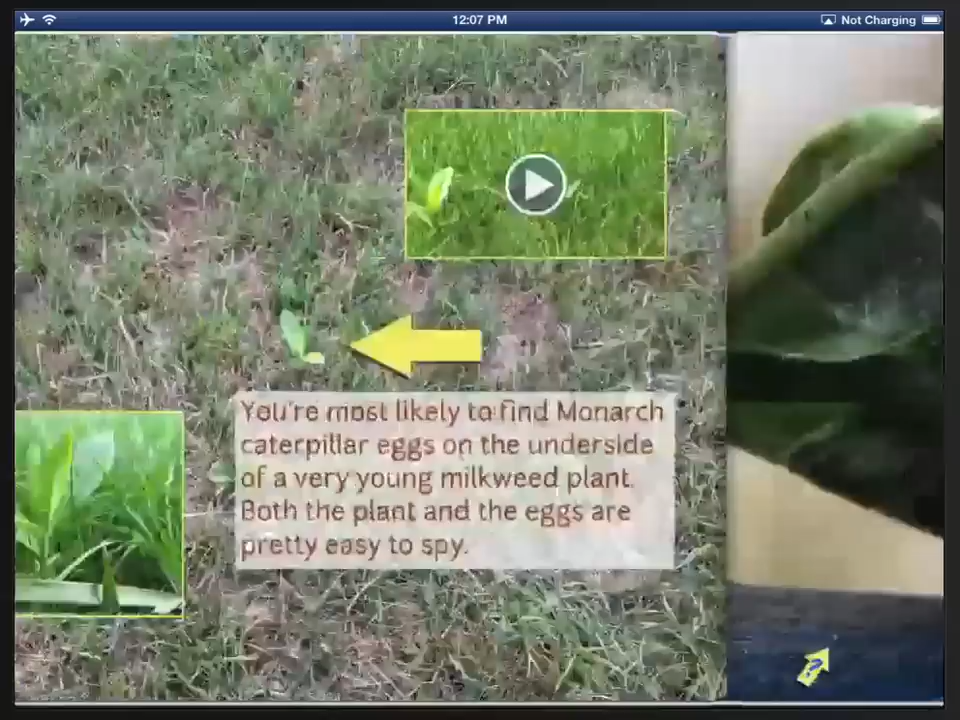 12:07 PM
Not Charging
You're most likely to find Monarch
caterpillar eggs on the underside
of a very young milkweed plant.
Both the plant and the eggs are
pretty easy to spy.
?